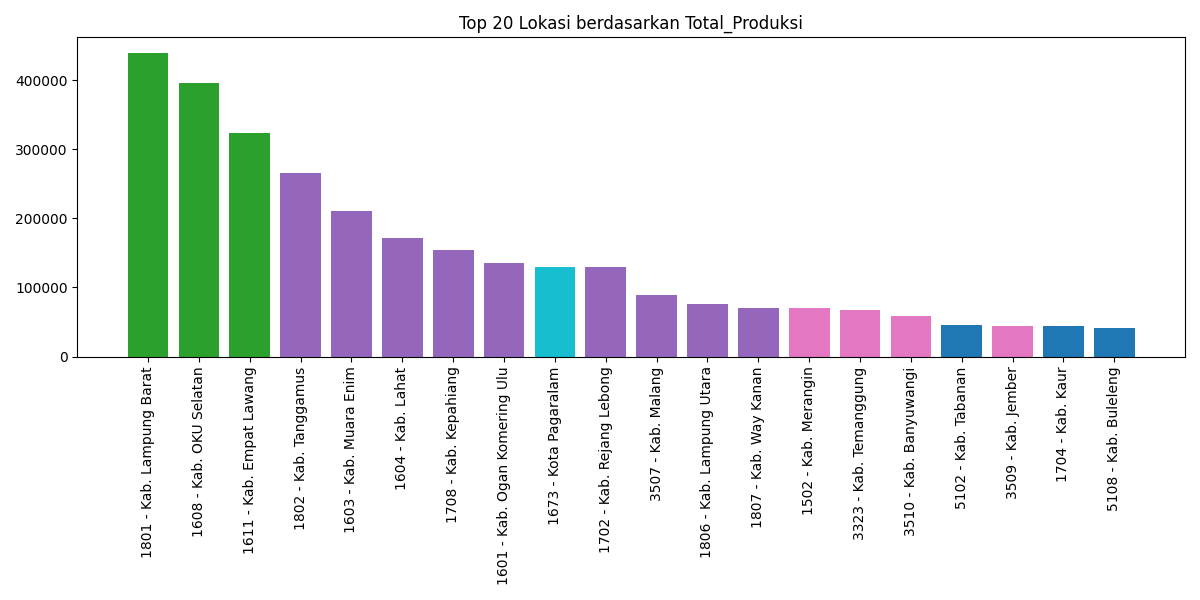 Top 20 Lokasi berdasarkan Total_Produksi
400000
300000
200000
100000
0
1801 - Kab. Lampung Barat
1608 - Kab. OKU Selatan
1611 - Kab. Empat Lawang
1802 - Kab. Tanggamus
1603 - Kab. Muara Enim
1604 - Kab. Lahat
1708 - Kab. Kepahiang
1601 - Kab. Ogan Komering Ulu
1673 - Kota Pagaralam
1702 - Kab. Rejang Lebong
3507 - Kab. Malang
1806 - Kab. Lampung Utara
1807 - Kab. Way Kanan
1502 - Kab. Merangin
3323 - Kab. Temanggung
3510 - Kab. Banyuwangi
5102 - Kab. Tabanan
3509 - Kab. Jember
1704 - Kab. Kaur
5108 - Kab. Buleleng